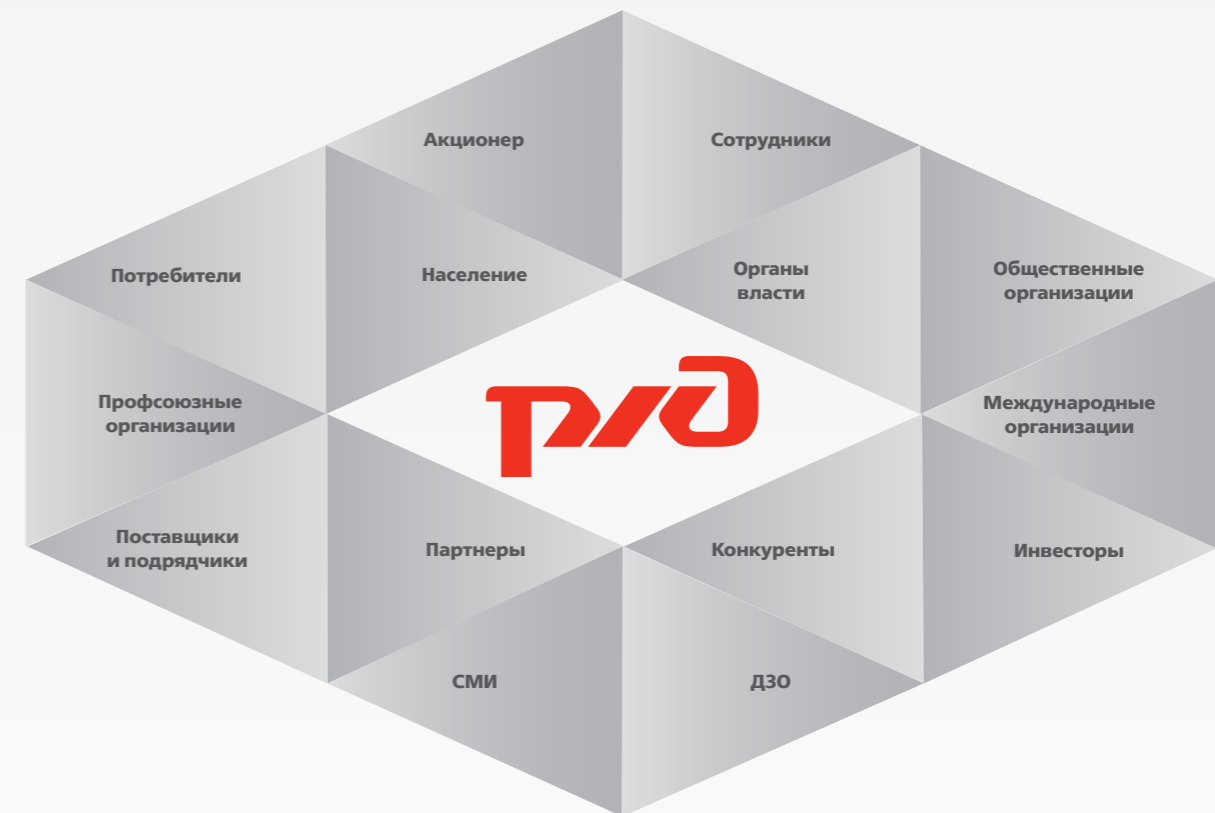 Акционер
Сотрудники
Потребители
Население
Органы
власти
Общественные
организации
Профсоюзные
организации
ржд
Международные
организации
Поставщики
и подрядчики
Партнеры
Конкуренты
Инвесторы
СМИ
ДЗО